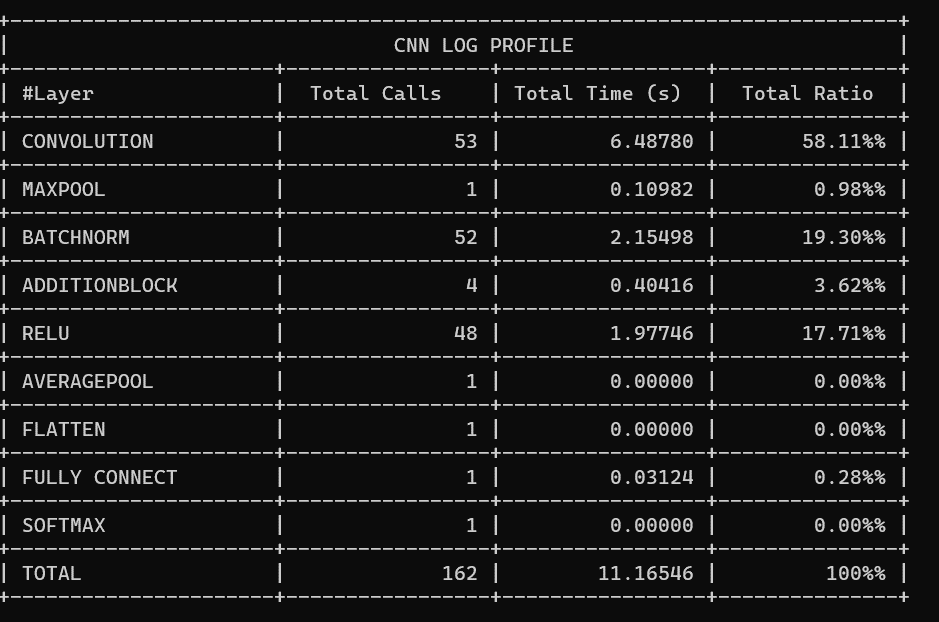 CNN LOG PROFILE
#Layer | Total Calls | Total Time (s) | Total Ratio
CONVOLUTION | 53 | 6.48780 | 58.11%%
MAXPOOL | 1 | 0.10982 | 0.98%%
BATCHNORM | 52 | 2.15498 | 19.30%%
ADDITIONBLOCK | 4 | 0.40416 | 3.62%%
RELU | 48 | 1.97746 | 17.71%%
AVERAGEPOOL | 1 | 0.00000 | 0.00%%
FLATTEN | 1 | 0.00000 | 0.00%%
FULLY CONNECT | 1 | 0.03124 | 0.28%%
SOFTMAX | 1 | 0.00000 | 0.00%%
TOTAL | 162 | 11.16546 | 100%%